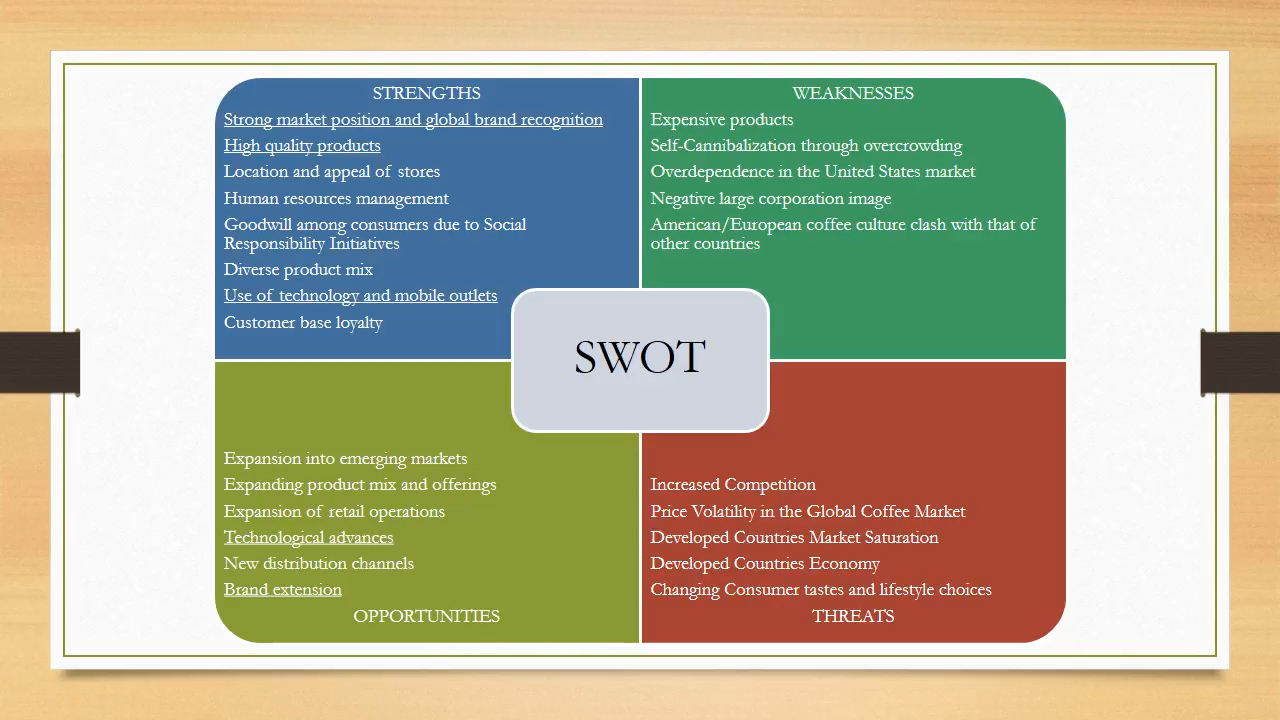 STRENGTHS
Strong market position and global brand recognition
High quality products
Location and appeal of stores
Human resources management
Goodwill among consumers due to Social
Responsibility Initiatives
Diverse product mix
Use of technology and mobile outlets
Customer base loyalty
WEAKNESSES
Expensive products
Self-Cannibalization through overcrowding
Overdependence in the United States market
Negative large corporation image
American/European coffee culture clash with that of
other countries
SWOT
Expansion into emerging markets
Expanding product mix and offerings
Expansion of retail operations
Technological advances
New distribution channels
Brand extension
OPPORTUNITIES
Increased Competition
Price Volatility in the Global Coffee Market
Developed Countries Market Saturation
Developed Countries Economy
Changing Consumer tastes and lifestyle choices
THREATS